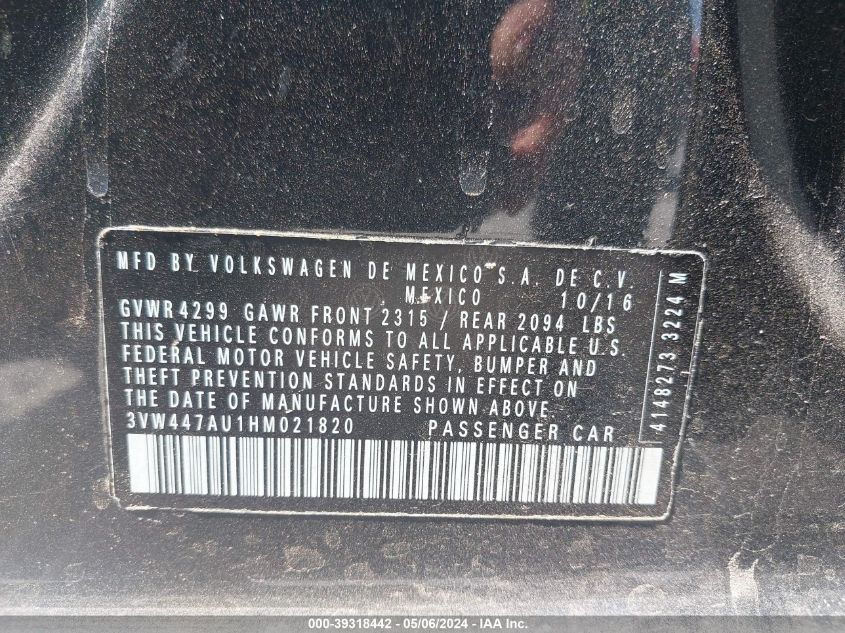 MFD BY VOLKSWAGEN DE MEXICO S.A. DE C.V.
MEXICO 10/16
GVWR 4299 GAWR FRONT 2315 / REAR 2094 LBS
THIS VEHICLE CONFORMS TO ALL APPLICABLE U.S.
FEDERAL MOTOR VEHICLE SAFETY, BUMPER AND
THEFT PREVENTION STANDARDS IN EFFECT ON
THE DATE OF MANUFACTURE SHOWN ABOVE.
3VW447AU1HM021820 PASSENGER CAR
4148273 3224 M
000-39318442 - 05/06/2024 - IAA Inc.